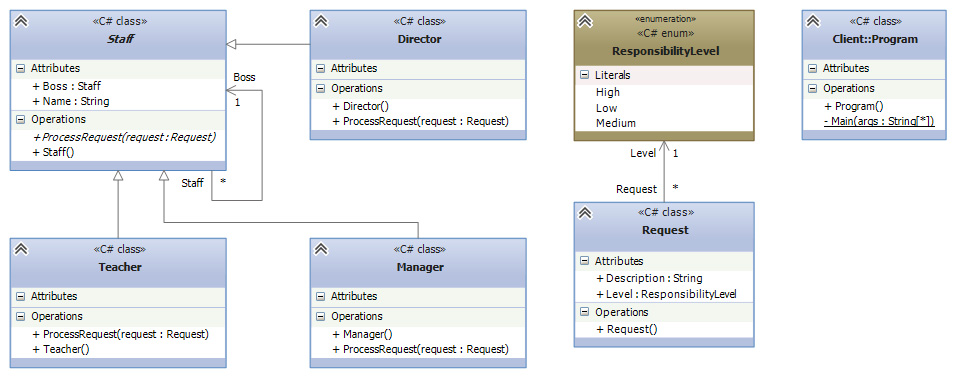 «C# class»
Staff
Attributes
+ Boss : Staff
+ Name : String
Operations
+ ProcessRequest(request : Request)
+ Staff()
Boss
1
Staff
*
«C# class»
Director
Attributes
Operations
+ Director()
+ ProcessRequest(request : Request)
«enumeration»
«C# enum»
ResponsibilityLevel
Literals
High
Low
Medium
Level
1
Request
*
«C# class»
Client::Program
Attributes
Operations
+ Program()
- Main(args : String[*])
«C# class»
Teacher
Attributes
Operations
+ ProcessRequest(request : Request)
+ Teacher()
«C# class»
Manager
Attributes
Operations
+ Manager()
+ ProcessRequest(request : Request)
«C# class»
Request
Attributes
+ Description : String
+ Level : ResponsibilityLevel
Operations
+ Request()